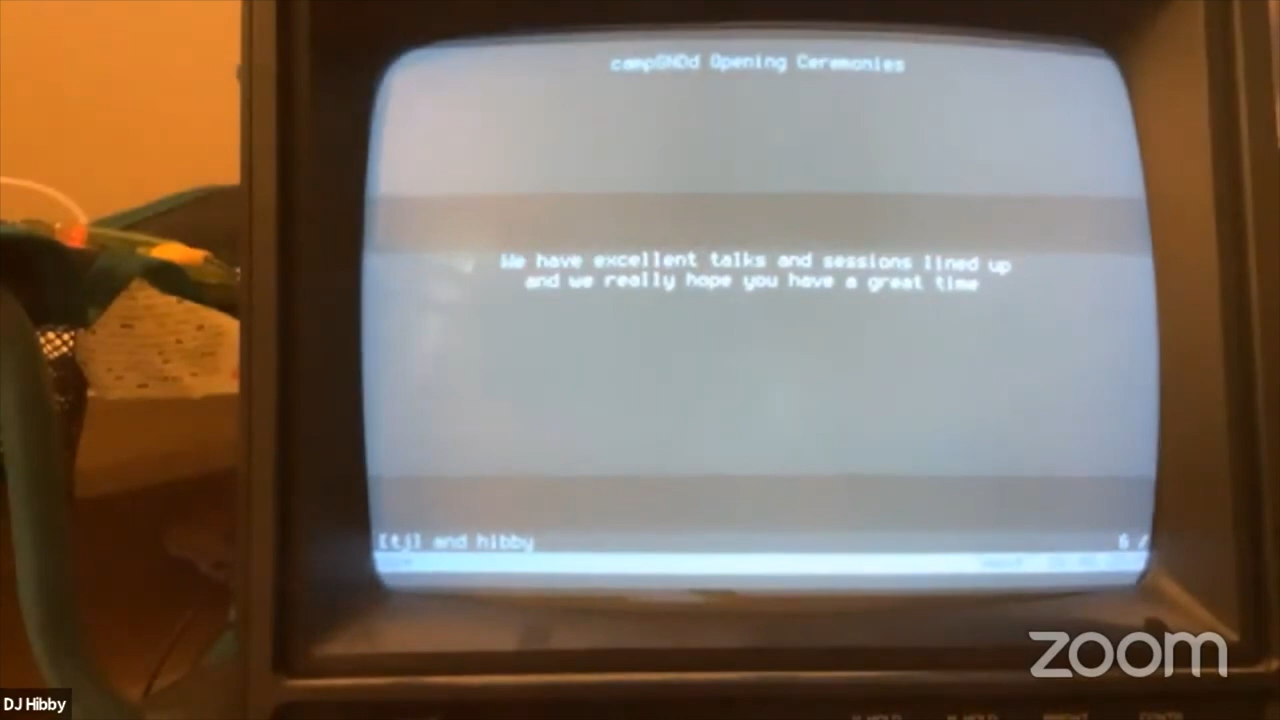 campGNDd Opening Ceremonies
We have excellent talks and sessions lined up
and we really hope you have a great time
[tj] and hibby
6 /
zoom
DJ Hibby